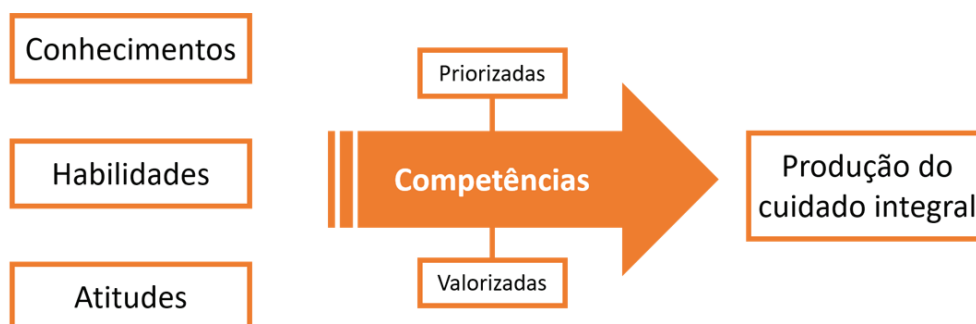 Conhecimentos
Habilidades
Atitudes
Priorizadas
Competências
Valorizadas
Produção do
cuidado integral